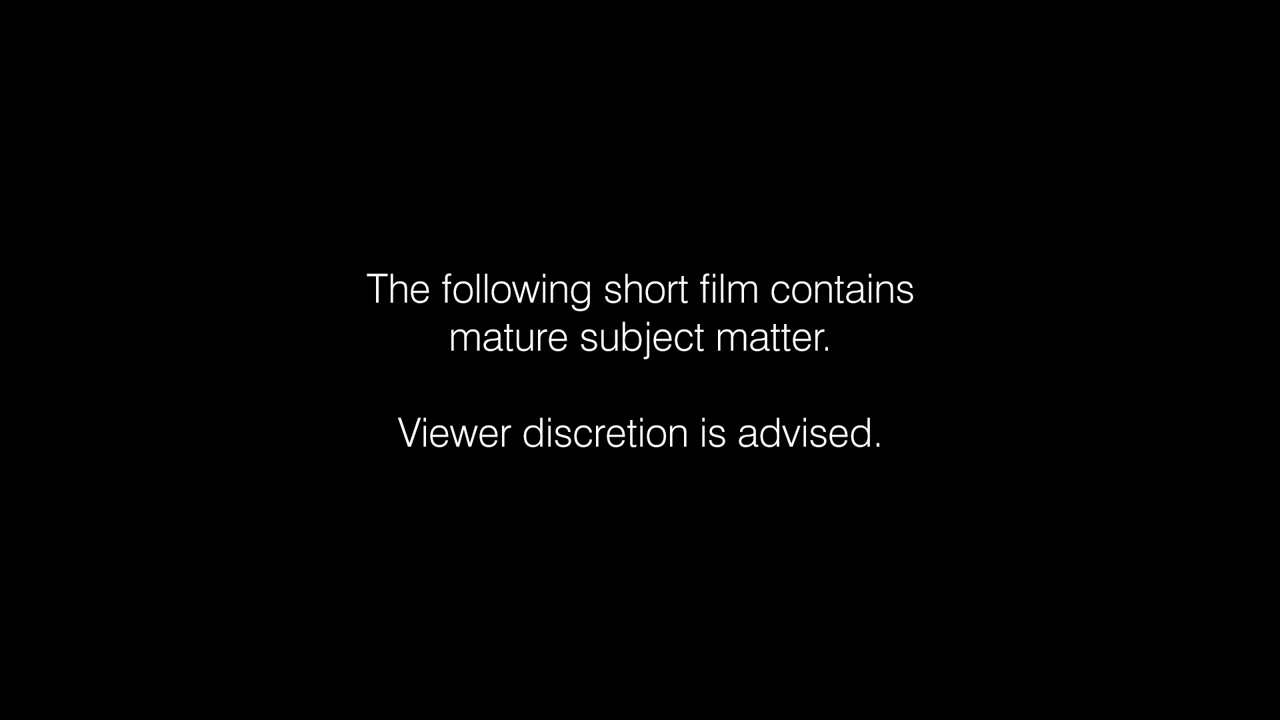 The following short film contains
mature subject matter.
Viewer discretion is advised.